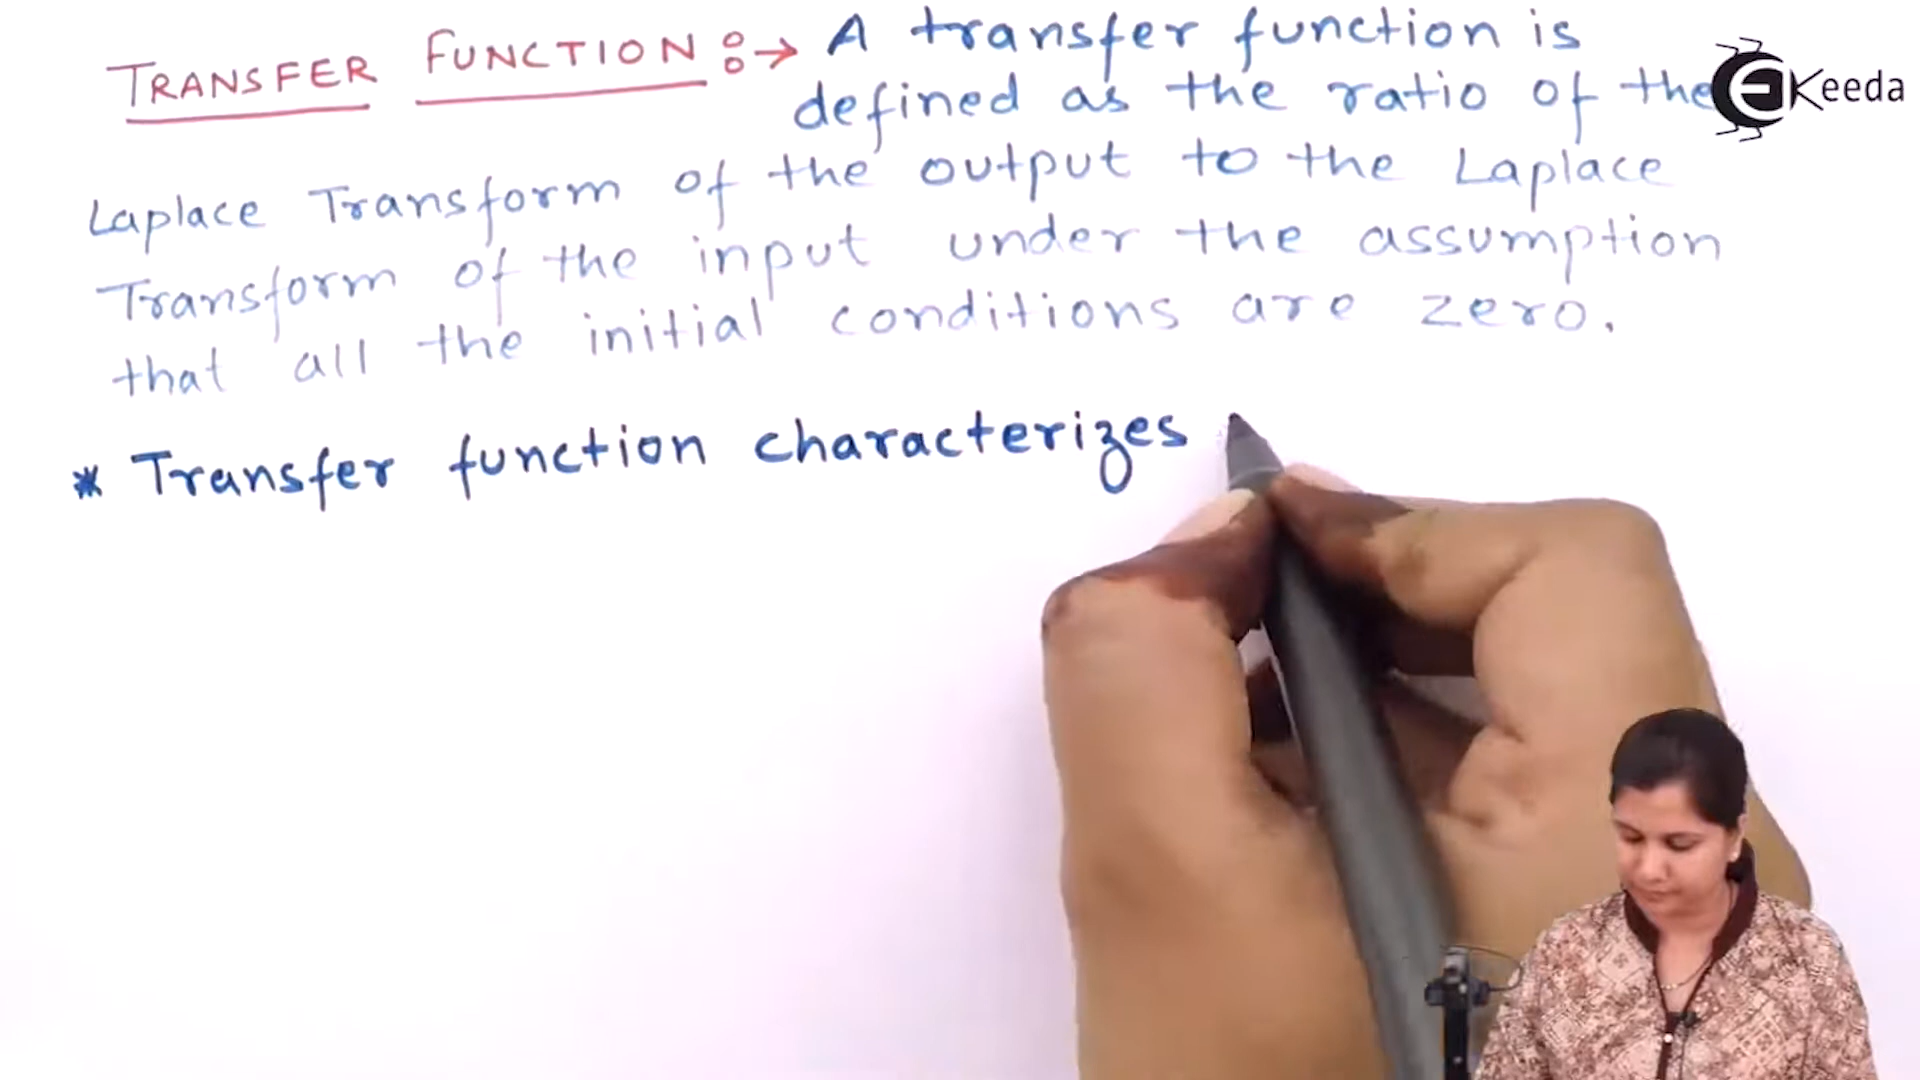 TRANSFER FUNCTION :→ A transfer function is
defined as the ratio of the
Laplace Transform of the output to the Laplace
Transform of the input under the assumption
that all the initial conditions are zero.
* Transfer function characterizes
EKeeda